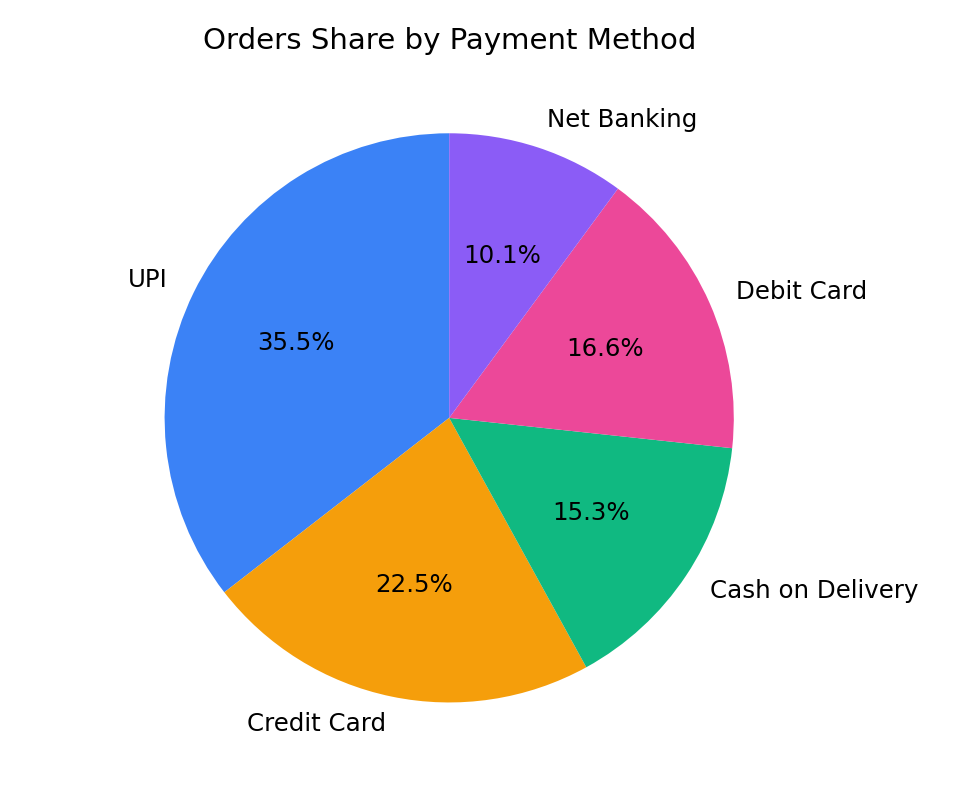 Orders Share by Payment Method
Net Banking
10.1%
UPI
Debit Card
35.5%
16.6%
15.3%
22.5%
Cash on Delivery
Credit Card